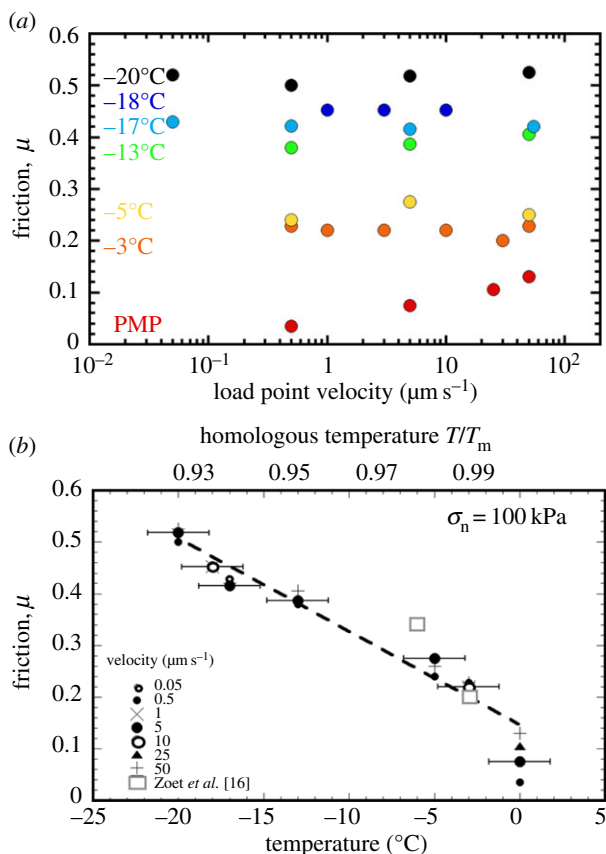 (a)
0.6
0.5
0.4
0.3
0.2
0.1
0
friction, μ
−20°C
−18°C
−17°C
−13°C
−5°C
−3°C
PMP
10⁻² 10⁻¹ 1 10 10²
load point velocity (μm s⁻¹)
(b)
homologous temperature T/Tm
0.93 0.95 0.97 0.99
0.6
0.5
0.4
0.3
0.2
0.1
0
friction, μ
σn = 100 kPa
velocity (μm s⁻¹)
0.05
0.5
1
5
10
25
50
Zoet et al. [16]
−25 −20 −15 −10 −5 0 5
temperature (°C)